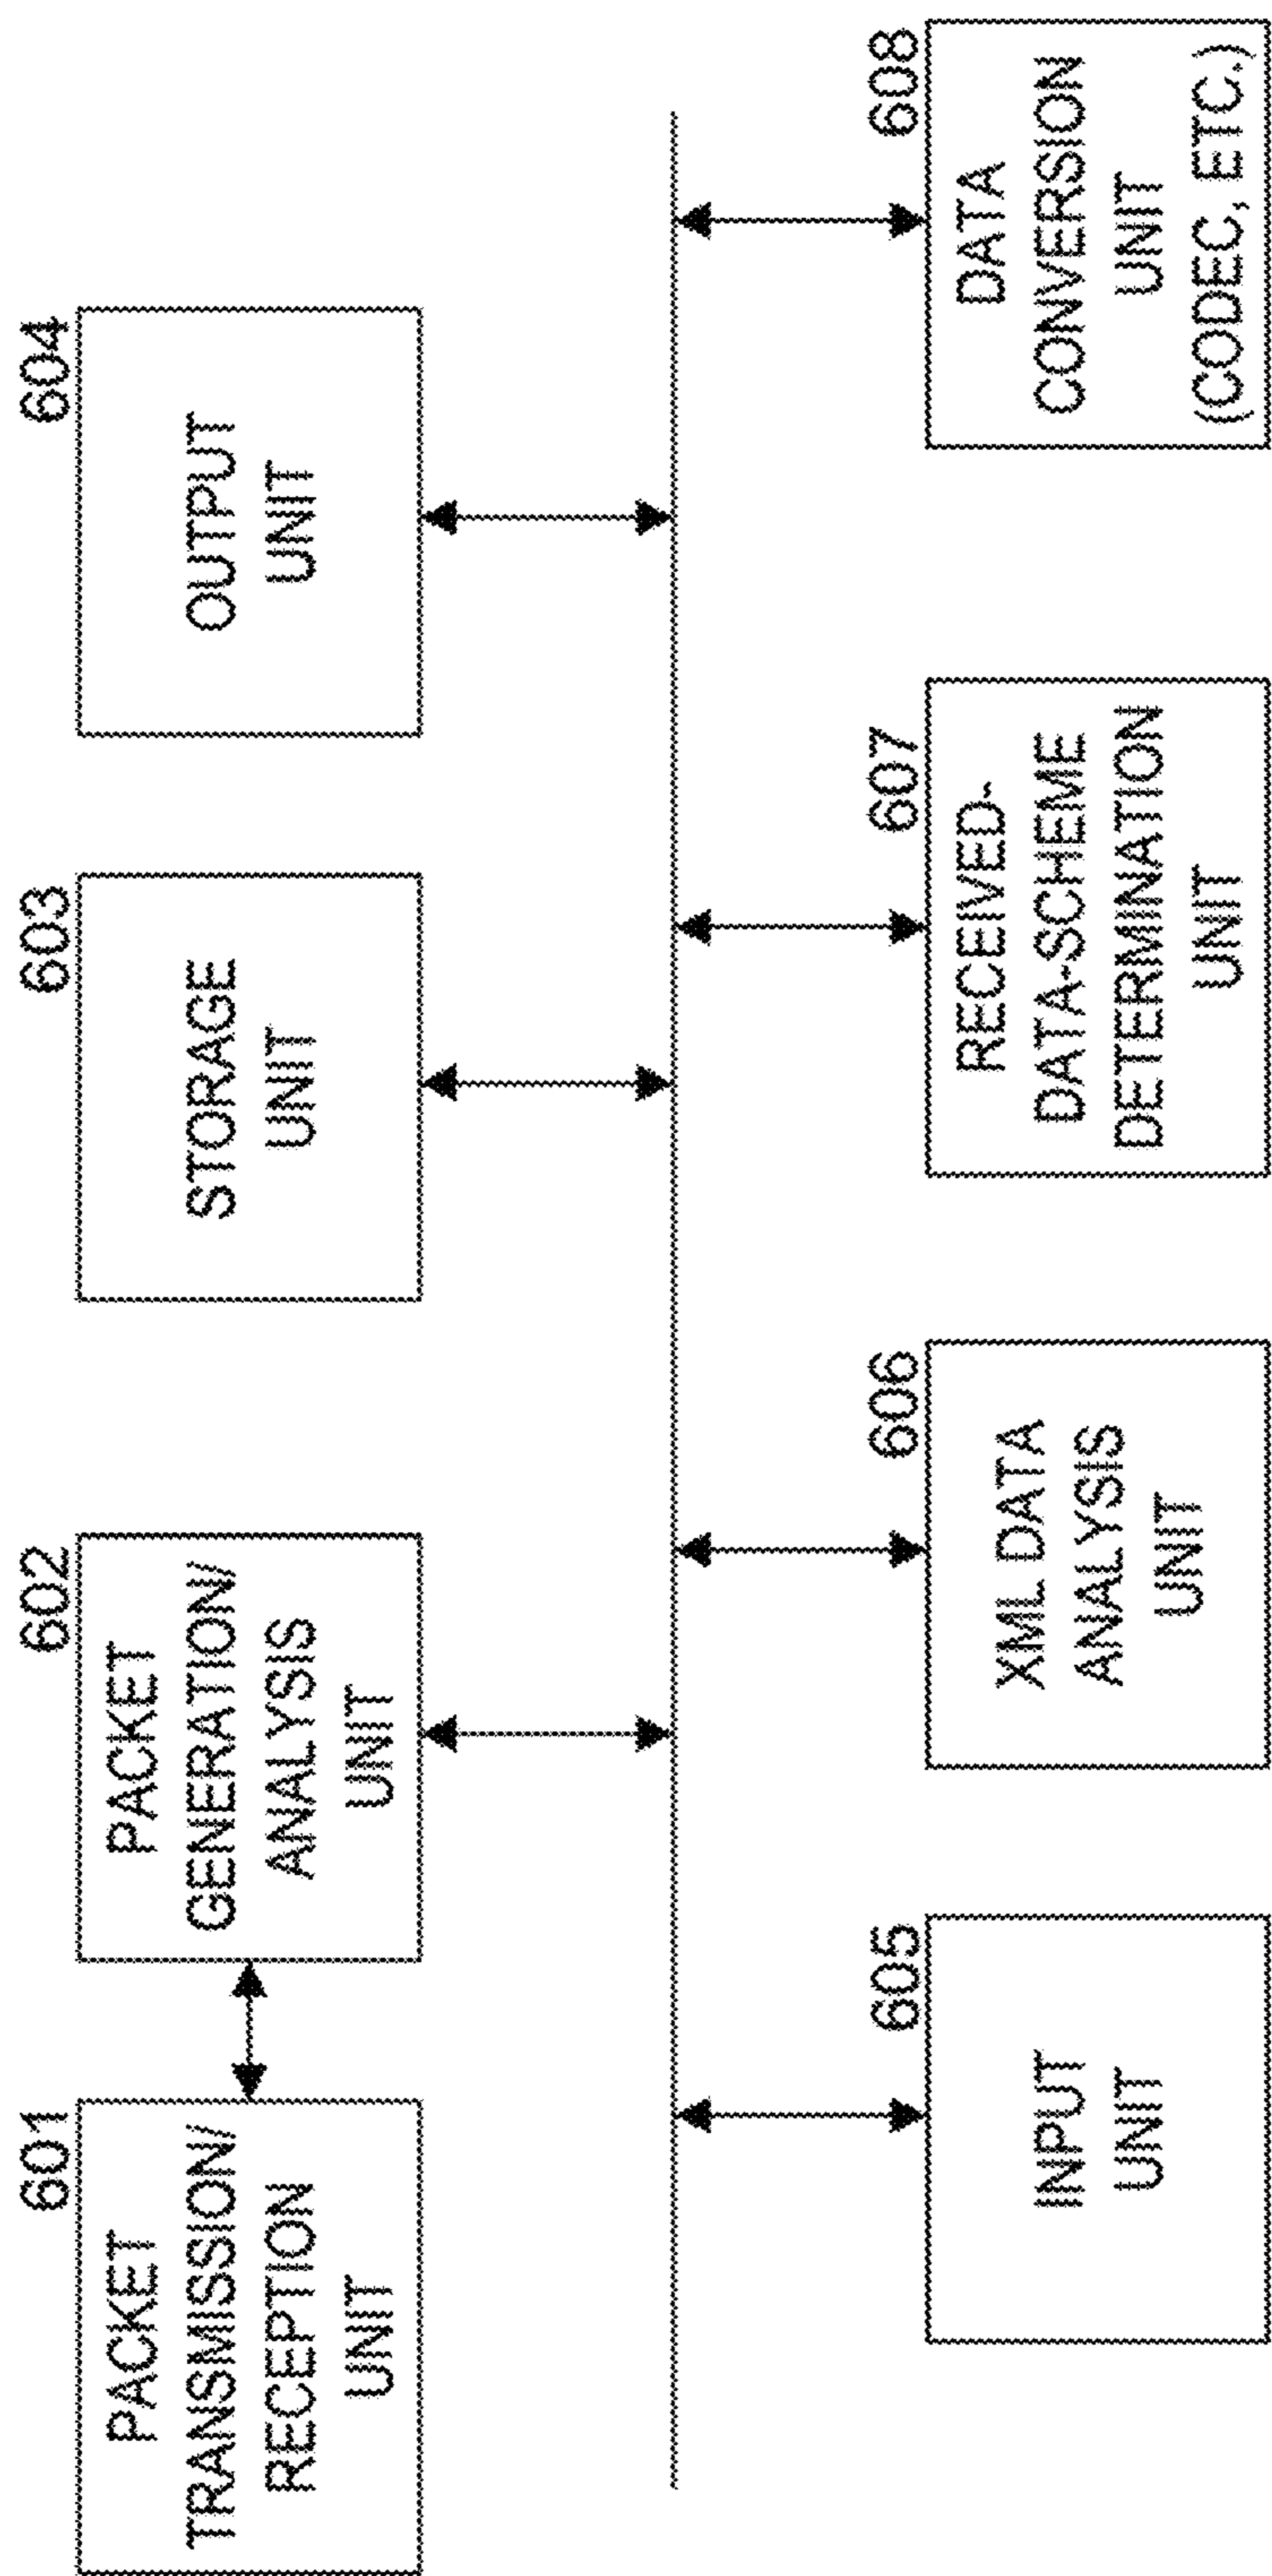 601
PACKET
TRANSMISSION/
RECEPTION
UNIT
602
PACKET
GENERATION/
ANALYSIS
UNIT
603
STORAGE
UNIT
604
OUTPUT
UNIT
605
INPUT
UNIT
606
XML DATA
ANALYSIS
UNIT
607
RECEIVED-
DATA-SCHEME
DETERMINATION
UNIT
608
DATA
CONVERSION
UNIT
(CODEC, ETC.)